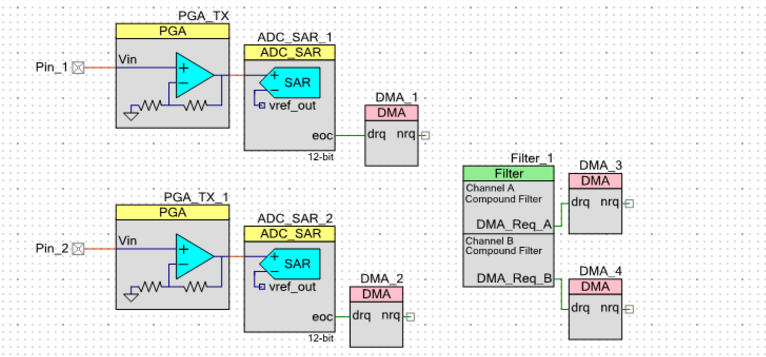 PGA_TX
PGA
Pin_1
Vin
ADC_SAR_1
ADC_SAR
SAR
vref_out
eoc
12-bit
DMA_1
DMA
drq nrq
PGA_TX_1
PGA
Pin_2
Vin
ADC_SAR_2
ADC_SAR
SAR
vref_out
eoc
12-bit
DMA_2
DMA
drq nrq
Filter_1
Filter
Channel A
Compound Filter
DMA_Req_A
Channel B
Compound Filter
DMA_Req_B
DMA_3
DMA
drq nrq
DMA_4
DMA
drq nrq